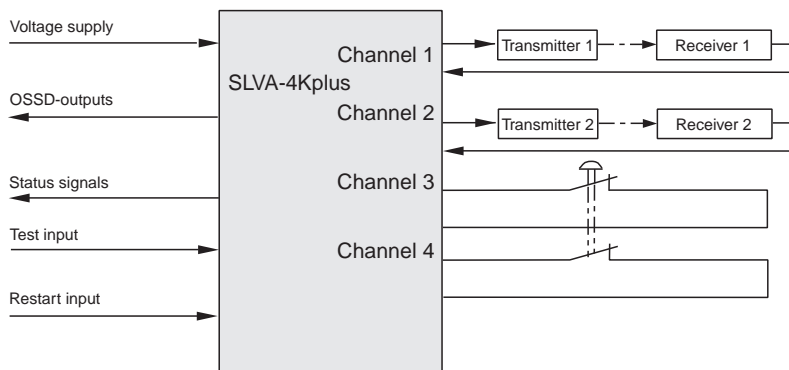 Voltage supply
OSSD-outputs
Status signals
Test input
Restart input
SLVA-4Kplus
Channel 1
Channel 2
Channel 3
Channel 4
Transmitter 1
Receiver 1
Transmitter 2
Receiver 2